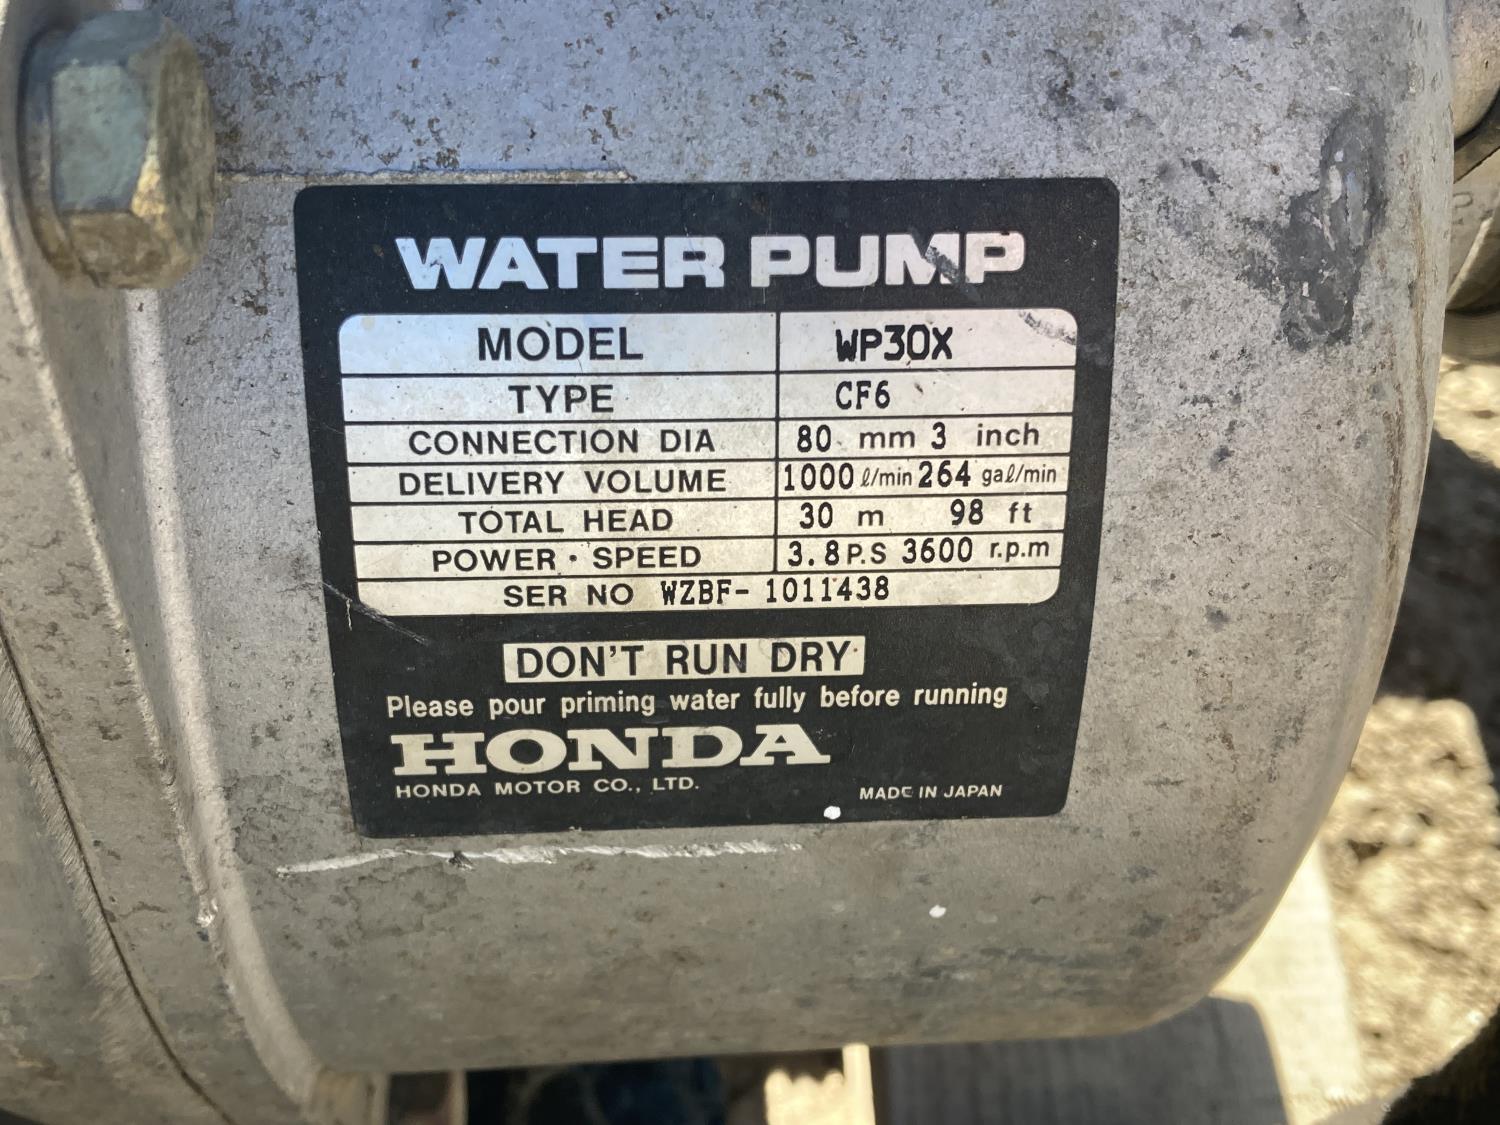 WATER PUMP
MODEL WP30X
TYPE CF6
CONNECTION DIA 80 mm 3 inch
DELIVERY VOLUME 1000 ℓ/min 264 gaℓ/min
TOTAL HEAD 30 m 98 ft
POWER · SPEED 3.8 P.S 3600 r.p.m
SER NO WZBF- 1011438
DON'T RUN DRY
Please pour priming water fully before running
HONDA
HONDA MOTOR CO., LTD. MADE IN JAPAN